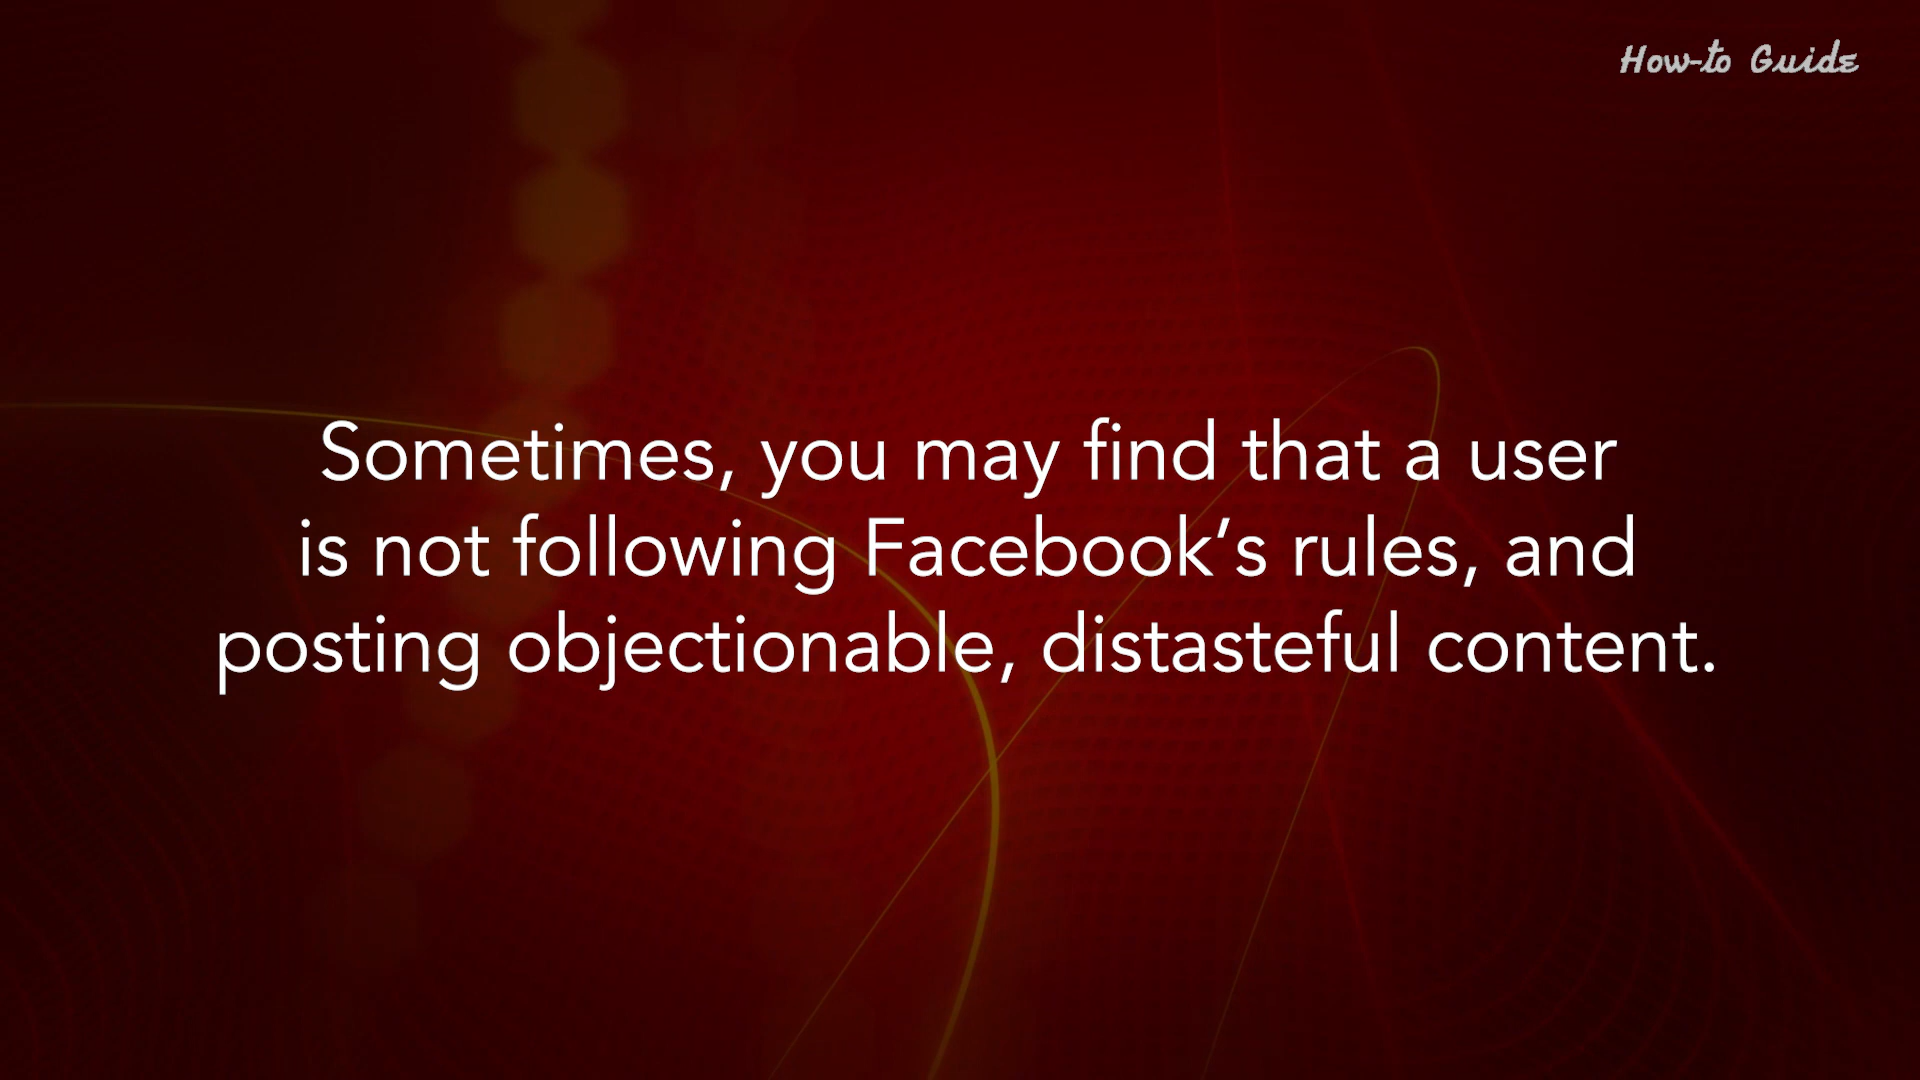 How-to Guide
Sometimes, you may find that a user
is not following Facebook’s rules, and
posting objectionable, distasteful content.